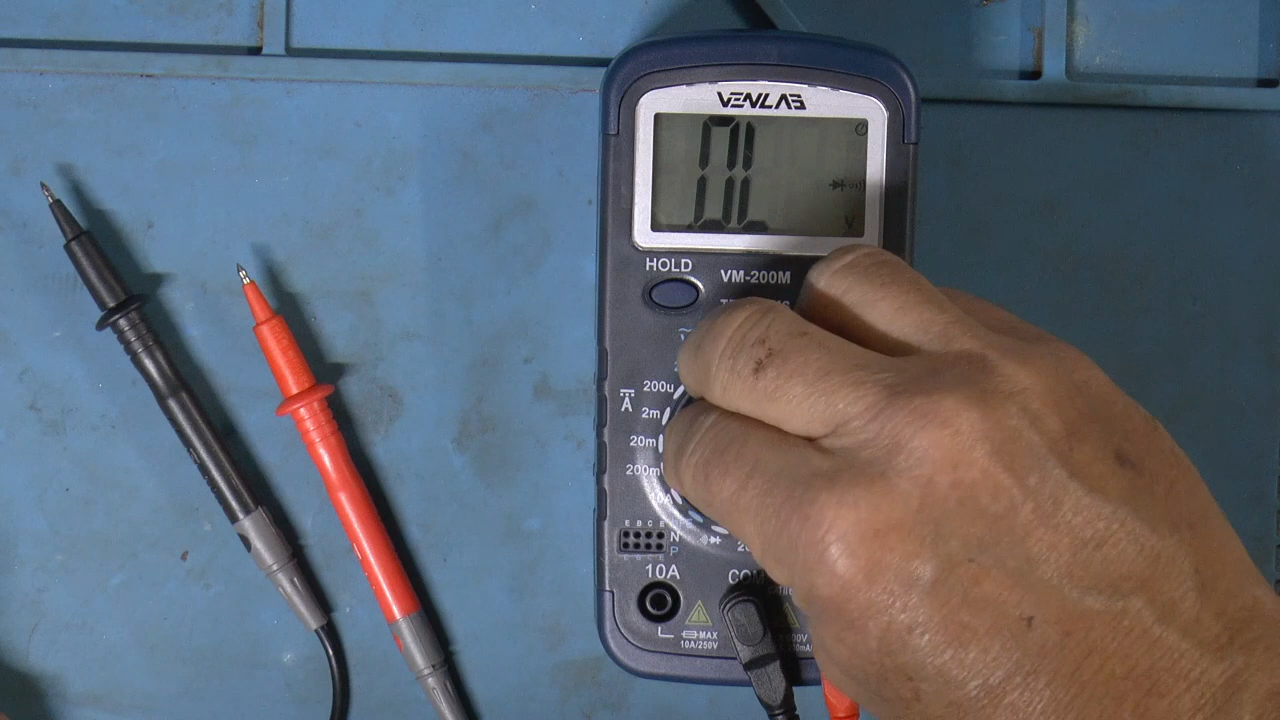 VENLAB
0L
V
HOLD
VM-200M
200u
A
2m
20m
200m
10A
E B C E
N
P
E B C E
10A
COM
MAX
10A/250V